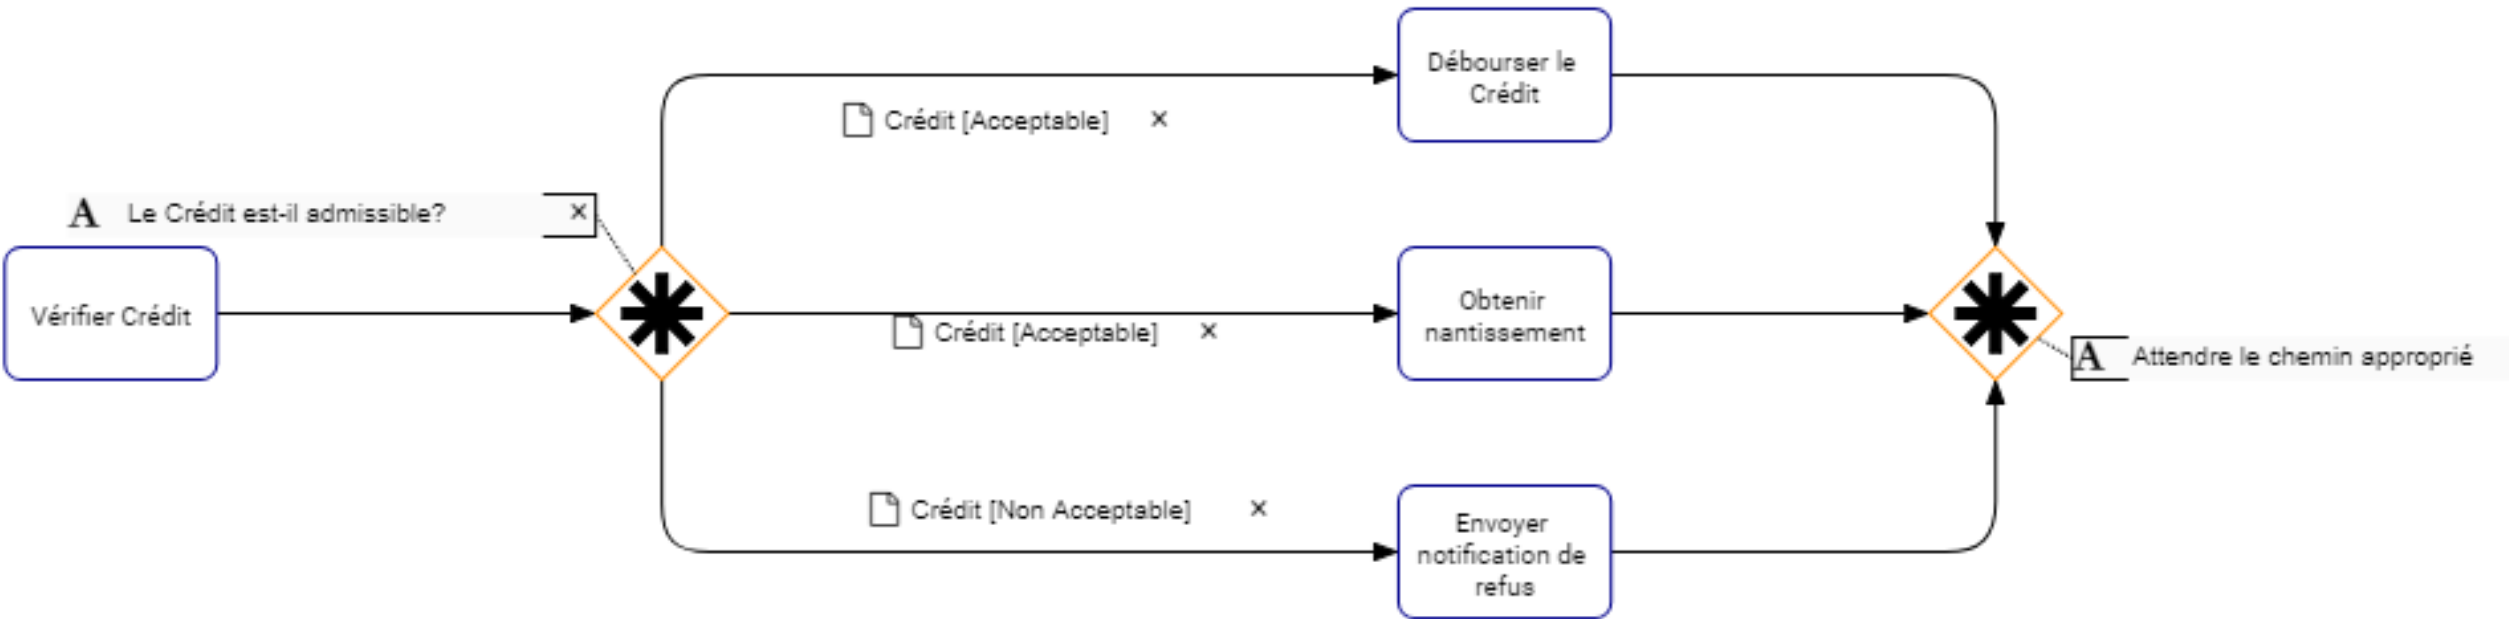 Débourser le
Crédit
Crédit [Acceptable] ×
A Le Crédit est-il admissible? ×
Vérifier Crédit
Obtenir
nantissement
Crédit [Acceptable] ×
A Attendre le chemin approprié
Crédit [Non Acceptable] ×
Envoyer
notification de
refus